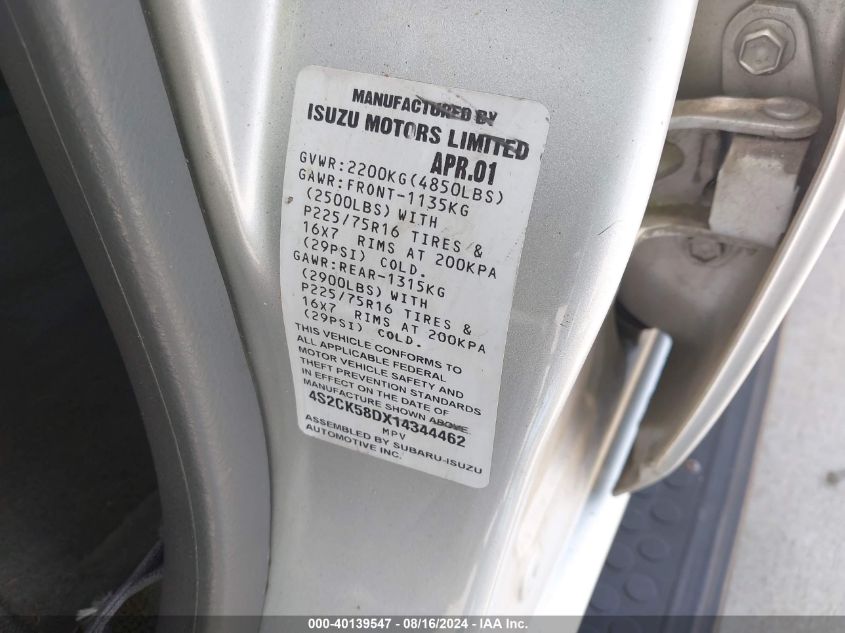 MANUFACTURED BY
ISUZU MOTORS LIMITED
APR.01
GVWR:2200KG(4850LBS)
GAWR:FRONT-1135KG
(2500LBS) WITH
P225/75R16 TIRES &
16X7 RIMS AT 200KPA
(29PSI) COLD.
GAWR:REAR-1315KG
(2900LBS) WITH
P225/75R16 TIRES &
16X7 RIMS AT 200KPA
(29PSI) COLD.
THIS VEHICLE CONFORMS TO
ALL APPLICABLE FEDERAL
MOTOR VEHICLE SAFETY AND
THEFT PREVENTION STANDARDS
IN EFFECT ON THE DATE OF
MANUFACTURE SHOWN ABOVE.
4S2CK58DX14344462
MPV
ASSEMBLED BY SUBARU-ISUZU
AUTOMOTIVE INC.
000-40139547 - 08/16/2024 - IAA Inc.